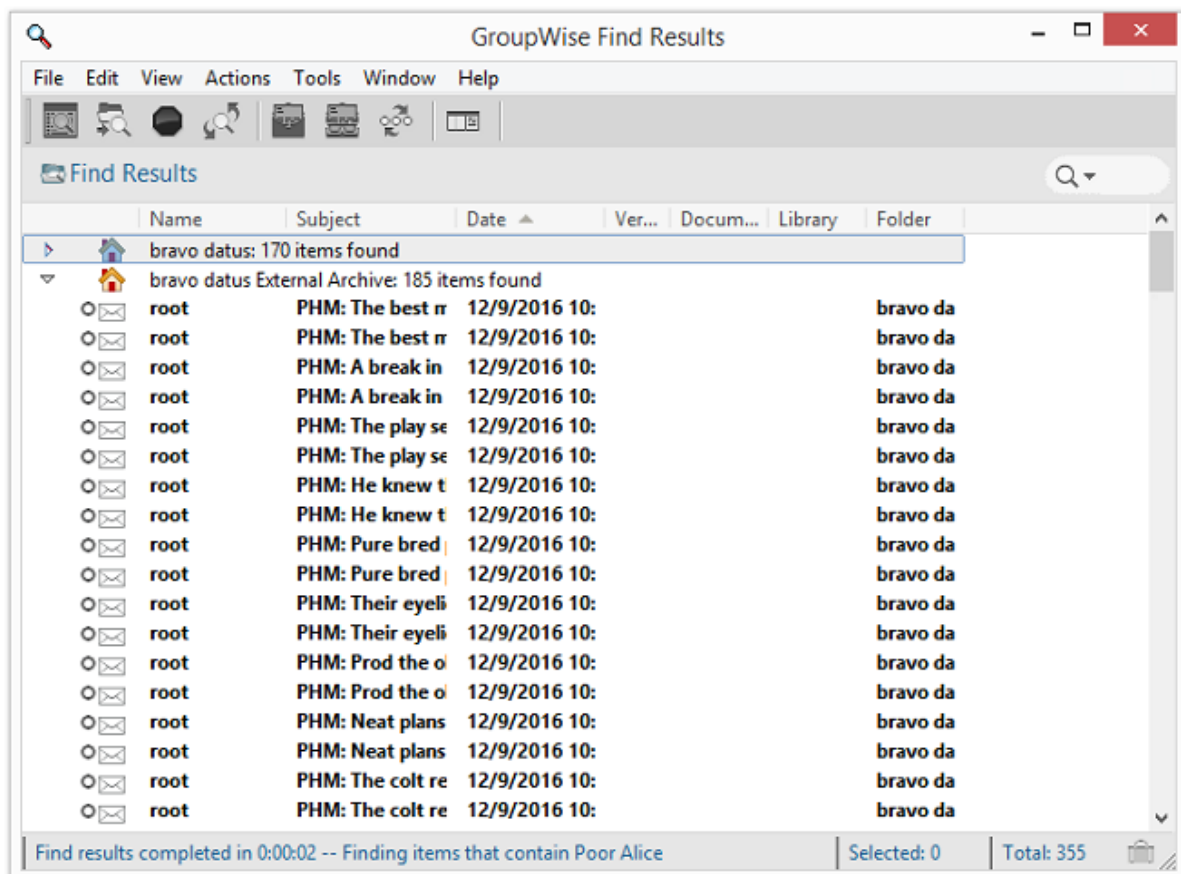 GroupWise Find Results
File Edit View Actions Tools Window Help
Find Results
Name Subject Date Ver... Docum... Library Folder
bravo datus: 170 items found
bravo datus External Archive: 185 items found
root PHM: The best m 12/9/2016 10: bravo da
root PHM: The best m 12/9/2016 10: bravo da
root PHM: A break in 12/9/2016 10: bravo da
root PHM: A break in 12/9/2016 10: bravo da
root PHM: The play se 12/9/2016 10: bravo da
root PHM: The play se 12/9/2016 10: bravo da
root PHM: He knew t 12/9/2016 10: bravo da
root PHM: He knew t 12/9/2016 10: bravo da
root PHM: Pure bred 12/9/2016 10: bravo da
root PHM: Pure bred 12/9/2016 10: bravo da
root PHM: Their eyeli 12/9/2016 10: bravo da
root PHM: Their eyeli 12/9/2016 10: bravo da
root PHM: Prod the ol 12/9/2016 10: bravo da
root PHM: Prod the ol 12/9/2016 10: bravo da
root PHM: Neat plans 12/9/2016 10: bravo da
root PHM: Neat plans 12/9/2016 10: bravo da
root PHM: The colt re 12/9/2016 10: bravo da
root PHM: The colt re 12/9/2016 10: bravo da
Find results completed in 0:00:02 -- Finding items that contain Poor Alice Selected: 0 Total: 355